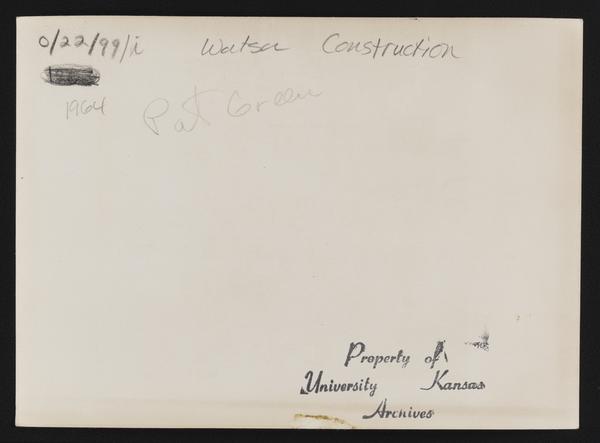 0/22/99/i Watson Construction
1964
Pat Green
Property of
University Kansas
Archives